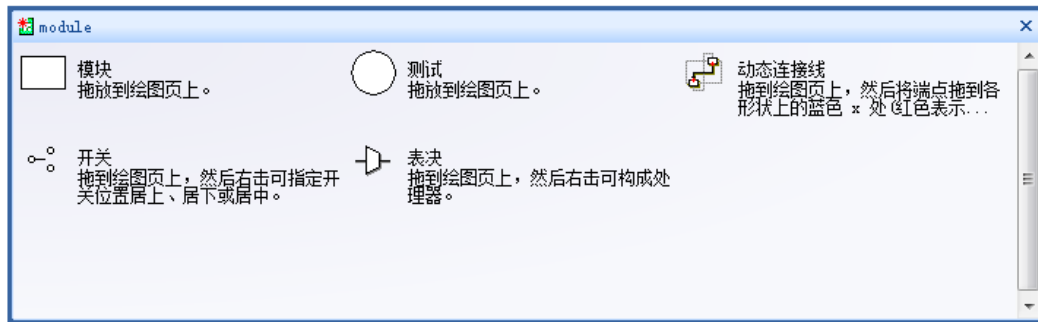 module
模块
拖放到绘图页上。
测试
拖放到绘图页上。
动态连接线
拖到绘图页上，然后将端点拖到各
形状上的蓝色 x 处(红色表示...
开关
拖到绘图页上，然后右击可指定开
关位置居上、居下或居中。
表决
拖到绘图页上，然后右击可构成处
理器。